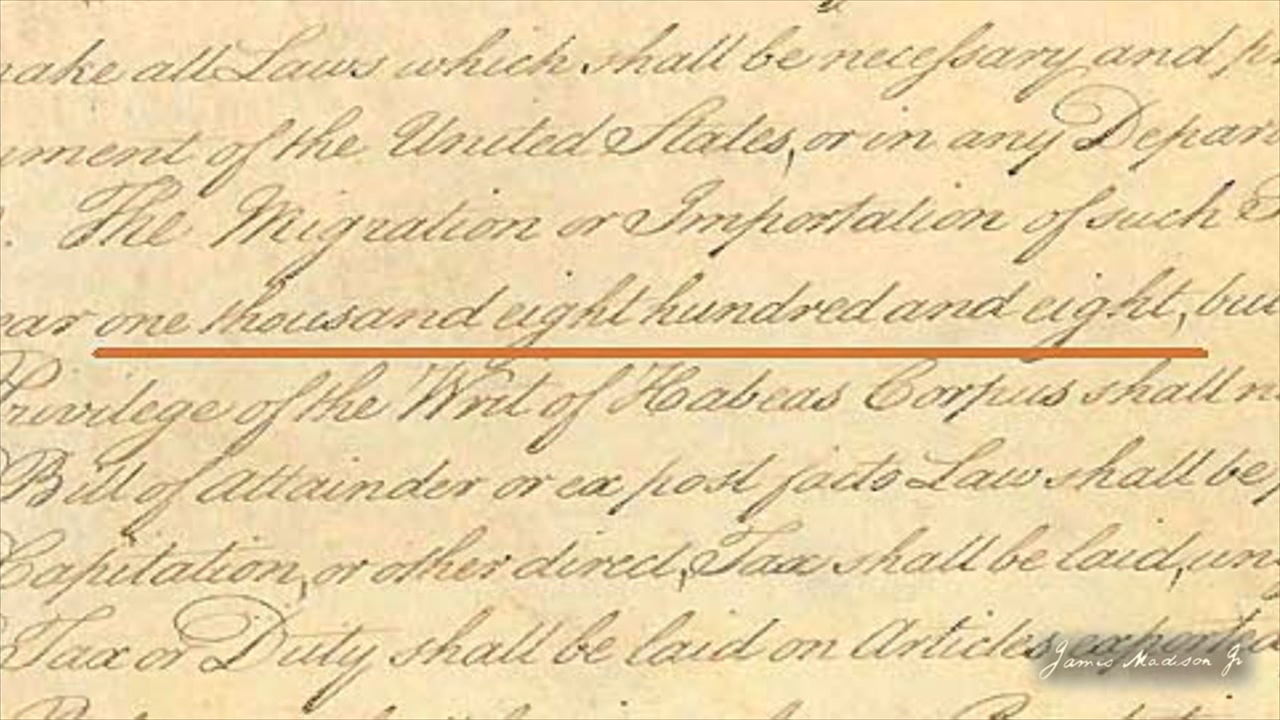 ake all Laws which shall be necessary and pr
nment of the United States, or in any Depar
The Migration or Importation of such
ear one thousand eight hundred and eight, but
Privilege of the Writ of Habeas Corpus shall n
Bill of Attainder or ex post facto Law shall be p
Capitation, or other direct, Tax shall be laid, un
Tax or Duty shall be laid on Articles exported
James Madison Jr